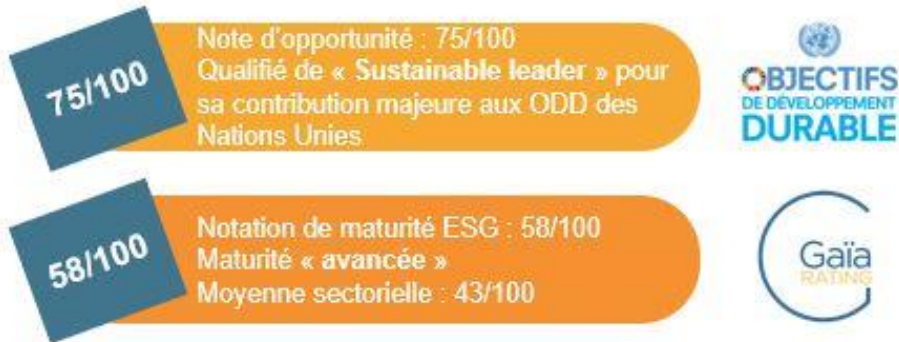 75/100
Note d'opportunité : 75/100
Qualifié de « Sustainable leader » pour
sa contribution majeure aux ODD des
Nations Unies
OBJECTIFS
DE DÉVELOPPEMENT
DURABLE
58/100
Notation de maturité ESG : 58/100
Maturité « avancée »
Moyenne sectorielle : 43/100
Gaïa
RATING